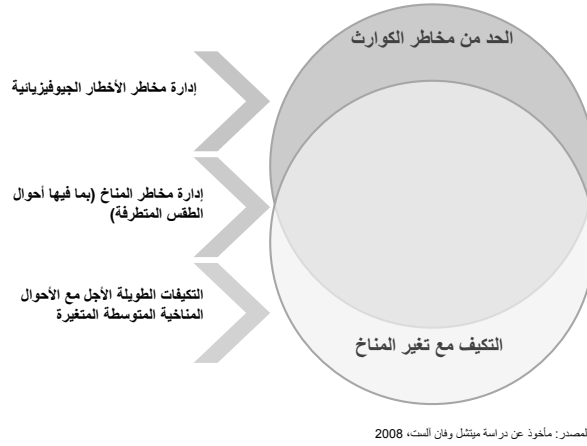 الحد من مخاطر الكوارث
إدارة مخاطر الأخطار الجيوفيزيائية
إدارة مخاطر المناخ (بما فيها أحوال
الطقس المتطرفة)
التكيفات الطويلة الأجل مع الأحوال
المناخية المتوسطة المتغيرة
التكيف مع تغير المناخ
المصدر: مأخوذ عن دراسة ميتشل وفان ألست، 2008